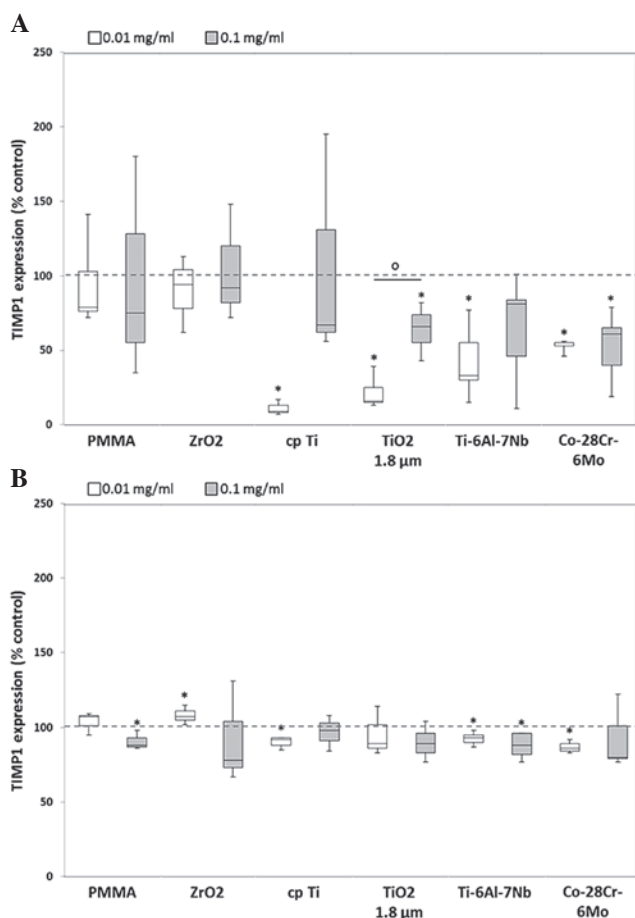 A
0.01 mg/ml 0.1 mg/ml
250
200
150
100
50
0
TIMP1 expression (% control)
* o * * * * *
PMMA ZrO2 cp Ti TiO2 Ti-6Al-7Nb Co-28Cr-
1.8 µm 6Mo
B
0.01 mg/ml 0.1 mg/ml
250
200
150
100
50
0
TIMP1 expression (% control)
* * * * * *
PMMA ZrO2 cp Ti TiO2 Ti-6Al-7Nb Co-28Cr-
1.8 µm 6Mo